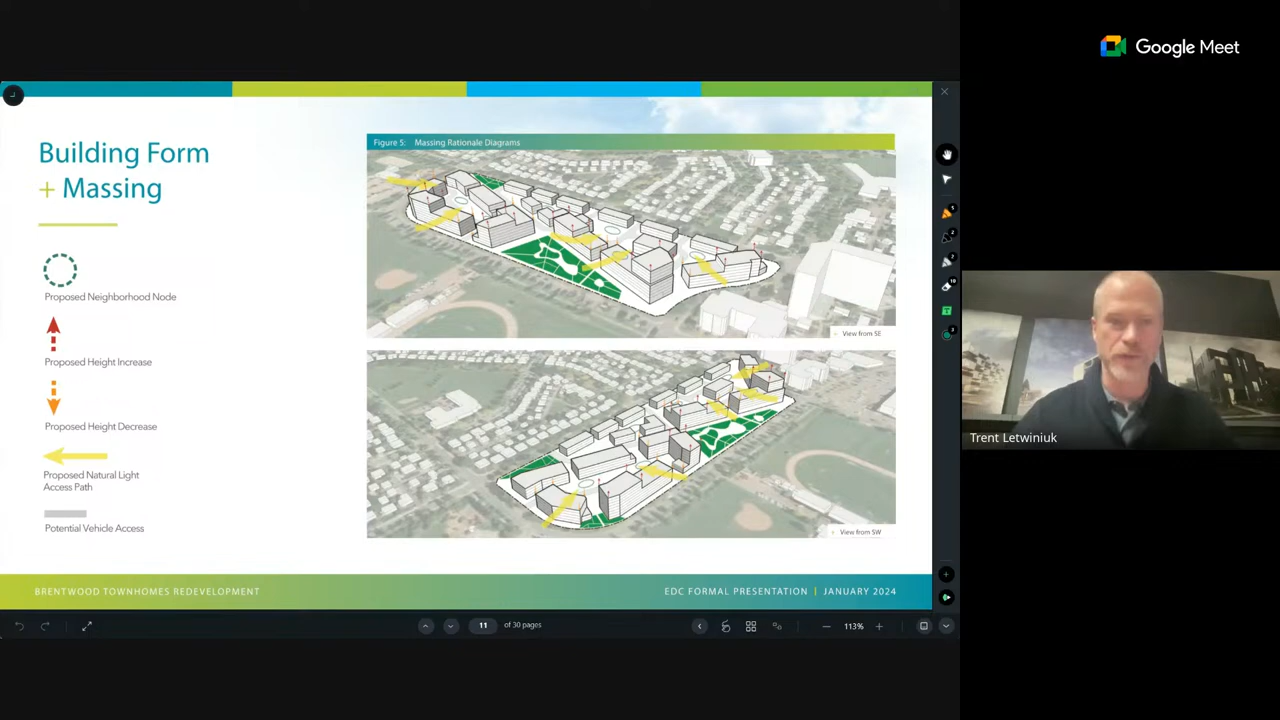 Google Meet
Building Form
+ Massing
Proposed Neighborhood Node
Proposed Height Increase
Proposed Height Decrease
Proposed Natural Light
Access Path
Potential Vehicle Access
Figure 5: Massing Rationale Diagrams
View from SE
View from SW
BRENTWOOD TOWNHOMES REDEVELOPMENT
EDC FORMAL PRESENTATION | JANUARY 2024
11 of 30 pages
113%
Trent Letwiniuk